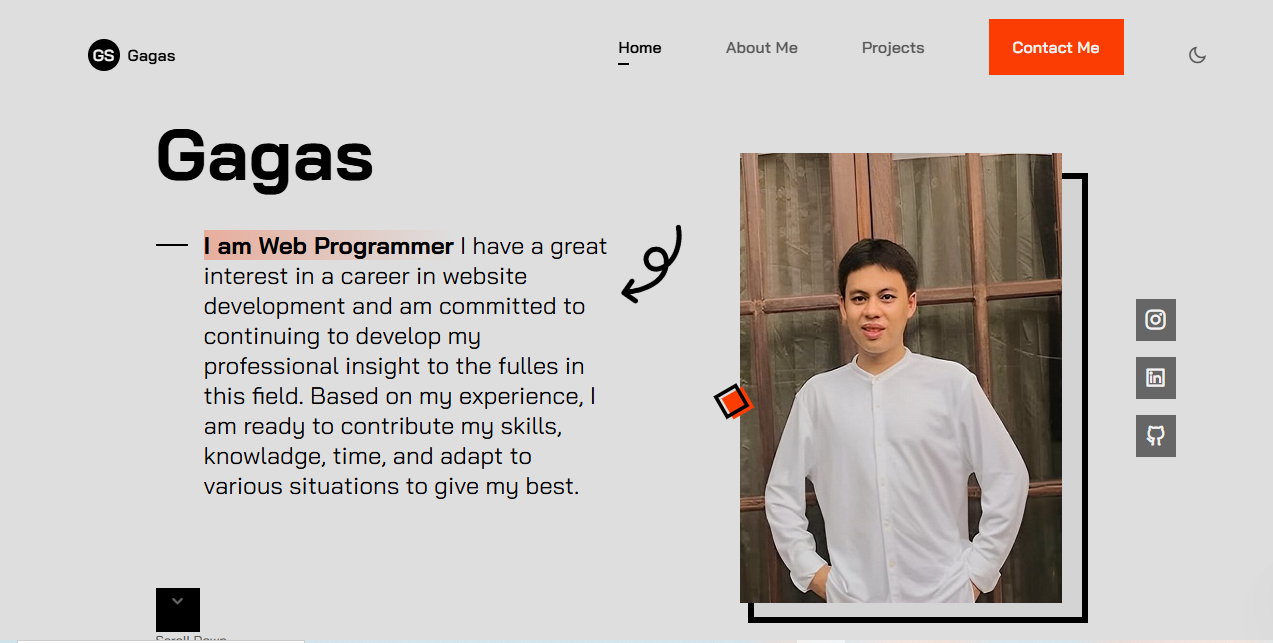 GS Gagas
Home About Me Projects Contact Me
Gagas
I am Web Programmer I have a great
interest in a career in website
development and am committed to
continuing to develop my
professional insight to the fulles in
this field. Based on my experience, I
am ready to contribute my skills,
knowladge, time, and adapt to
various situations to give my best.
Scroll Down